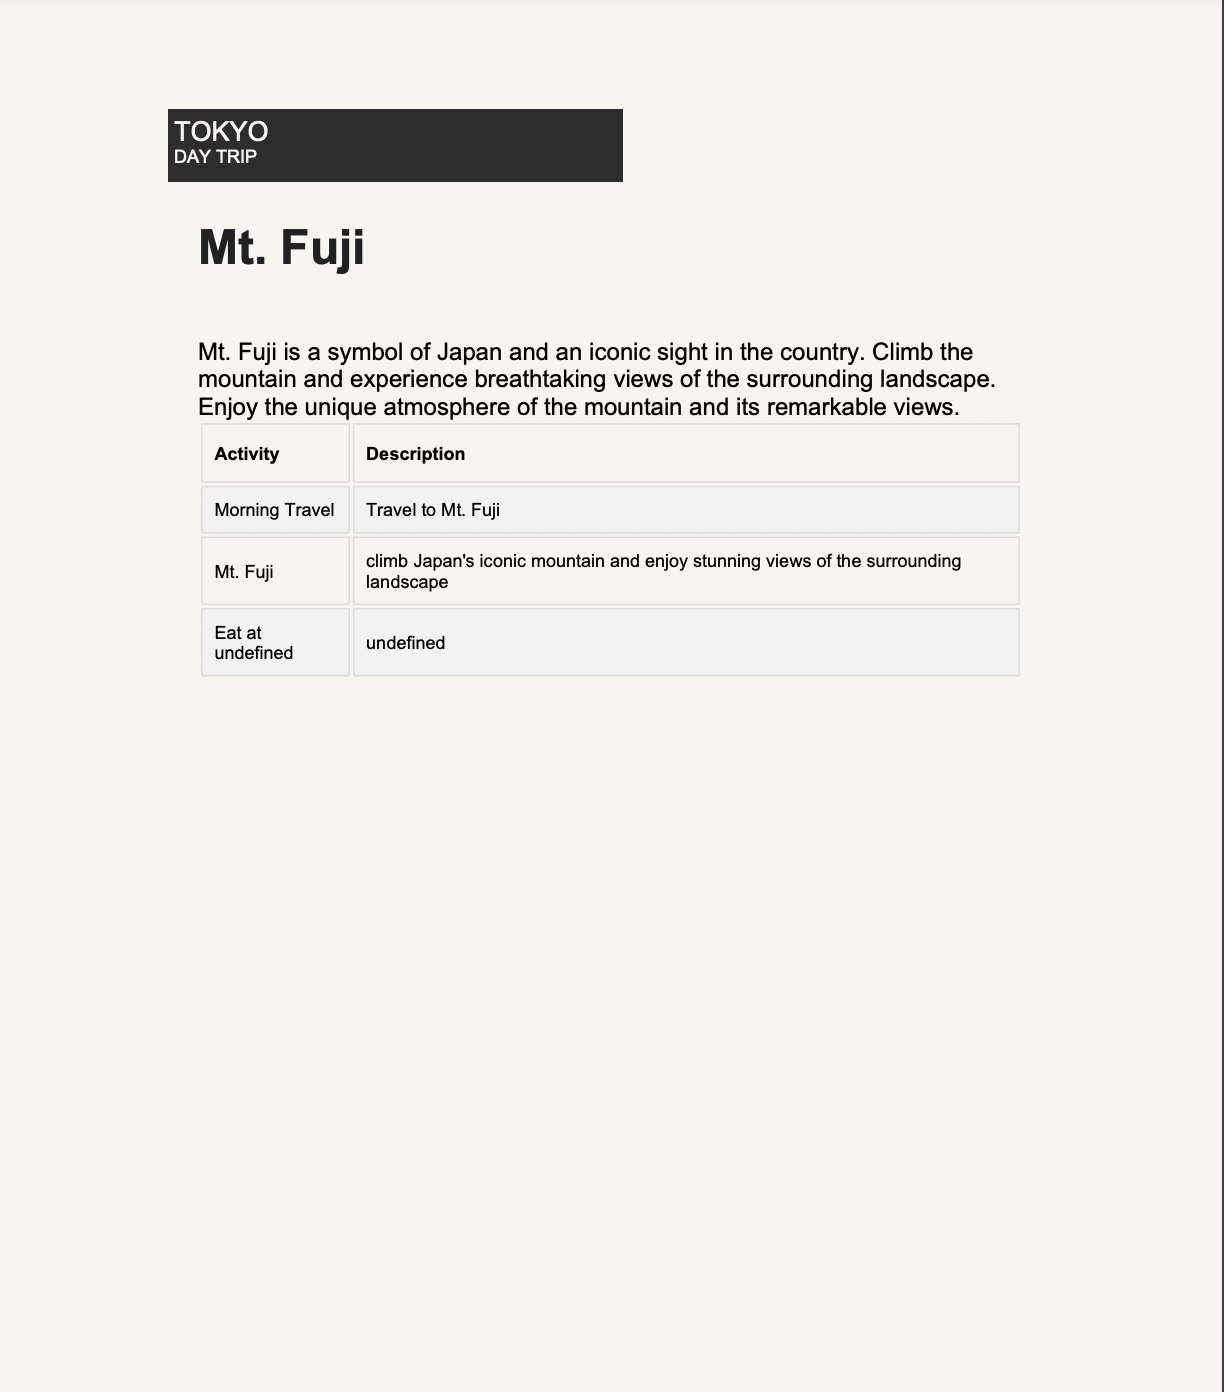 TOKYO
DAY TRIP
Mt. Fuji
Mt. Fuji is a symbol of Japan and an iconic sight in the country. Climb the
mountain and experience breathtaking views of the surrounding landscape.
Enjoy the unique atmosphere of the mountain and its remarkable views.
Activity Description
Morning Travel Travel to Mt. Fuji
Mt. Fuji climb Japan's iconic mountain and enjoy stunning views of the surrounding
landscape
Eat at
undefined undefined